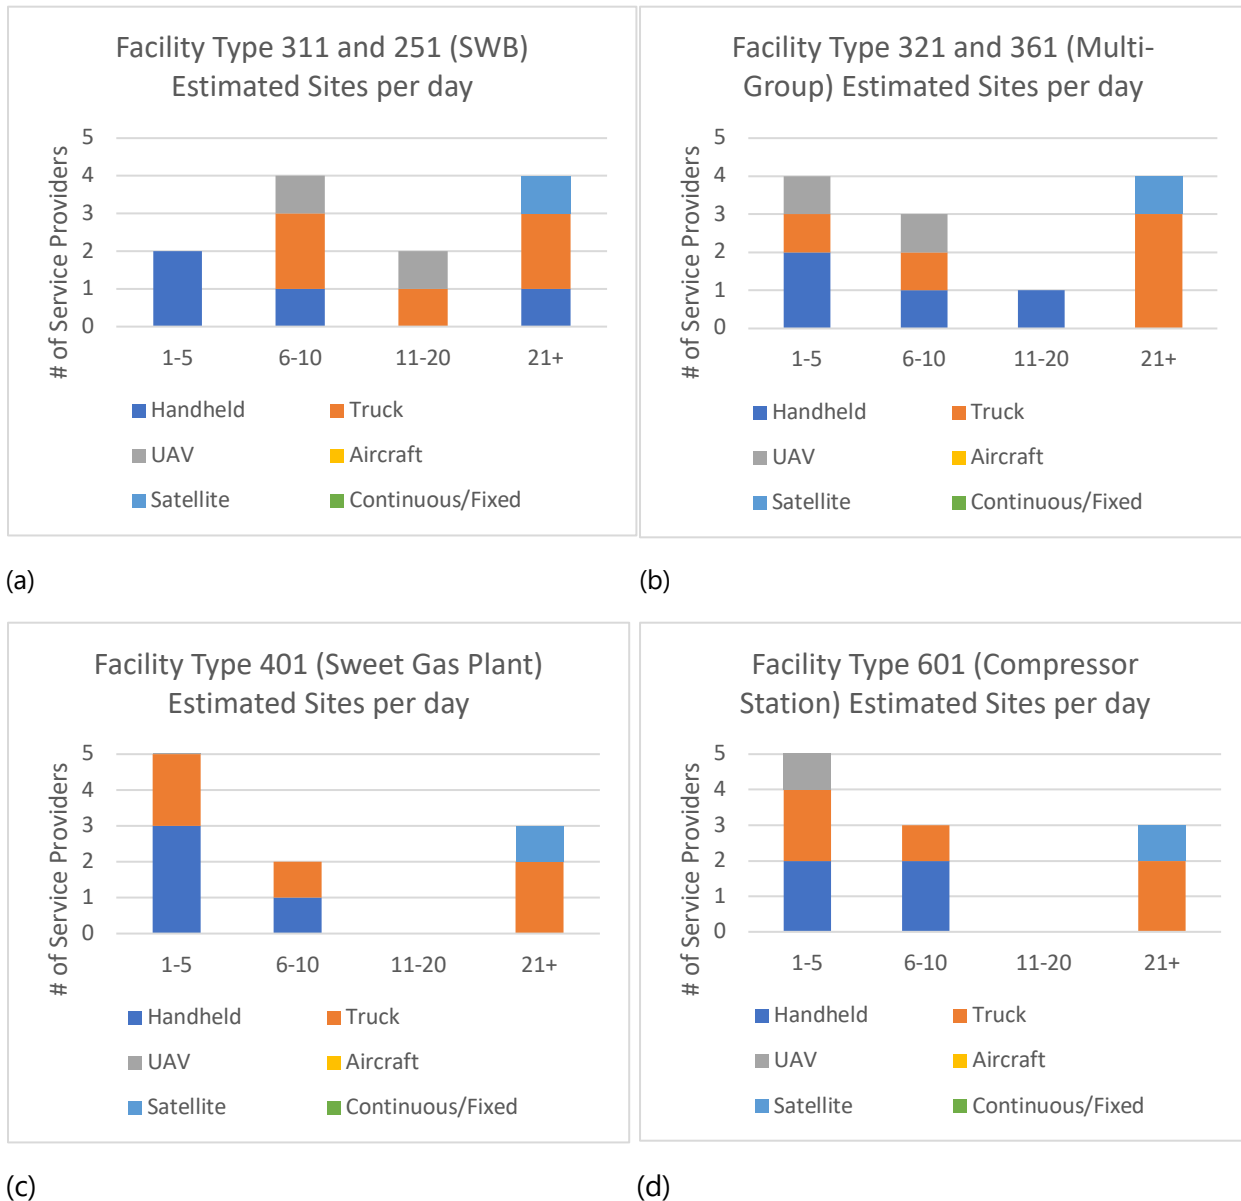 Facility Type 311 and 251 (SWB)
Estimated Sites per day
# of Service Providers
5
4
3
2
1
0
1-5
6-10
11-20
21+
Handheld
Truck
UAV
Aircraft
Satellite
Continuous/Fixed
(a)
Facility Type 321 and 361 (Multi-
Group) Estimated Sites per day
# of Service Providers
5
4
3
2
1
0
1-5
6-10
11-20
21+
Handheld
Truck
UAV
Aircraft
Satellite
Continuous/Fixed
(b)
Facility Type 401 (Sweet Gas Plant)
Estimated Sites per day
# of Service Providers
5
4
3
2
1
0
1-5
6-10
11-20
21+
Handheld
Truck
UAV
Aircraft
Satellite
Continuous/Fixed
(c)
Facility Type 601 (Compressor
Station) Estimated Sites per day
# of Service Providers
5
4
3
2
1
0
1-5
6-10
11-20
21+
Handheld
Truck
UAV
Aircraft
Satellite
Continuous/Fixed
(d)